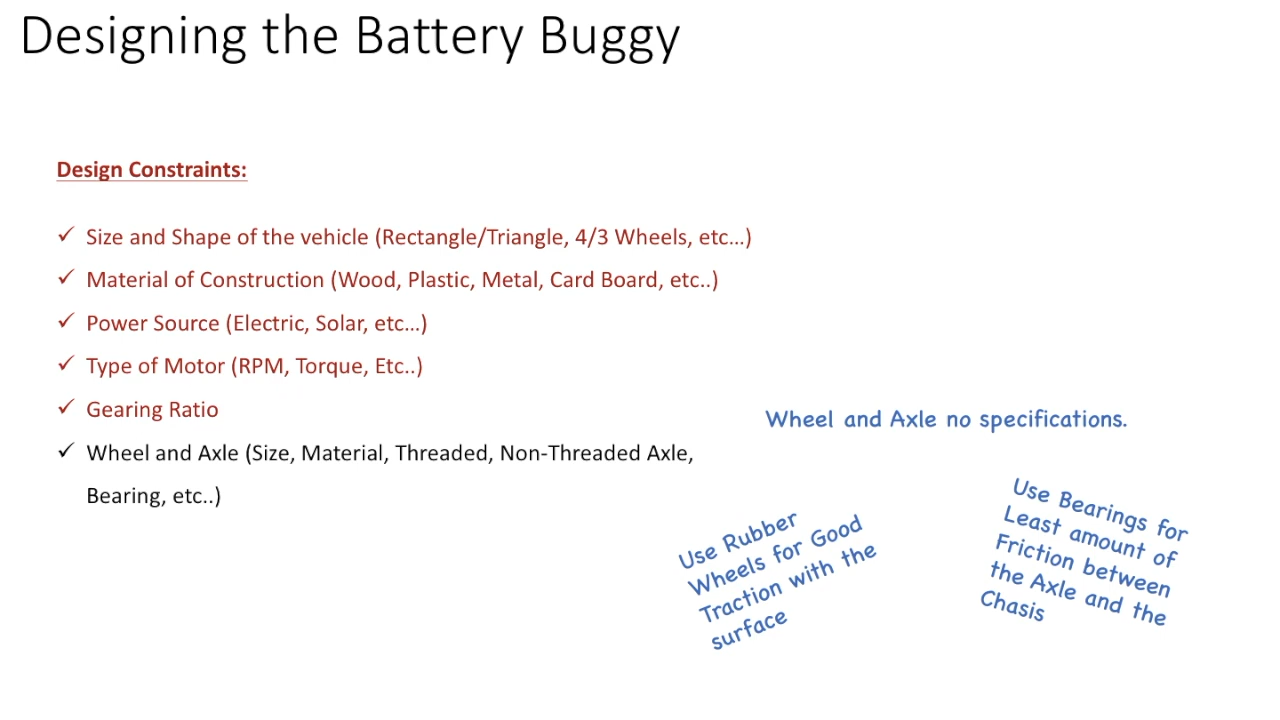 Designing the Battery Buggy
Design Constraints:
✓ Size and Shape of the vehicle (Rectangle/Triangle, 4/3 Wheels, etc…)
✓ Material of Construction (Wood, Plastic, Metal, Card Board, etc..)
✓ Power Source (Electric, Solar, etc…)
✓ Type of Motor (RPM, Torque, Etc..)
✓ Gearing Ratio
✓ Wheel and Axle (Size, Material, Threaded, Non-Threaded Axle,
Bearing, etc..)
Wheel and Axle no specifications.
Use Rubber
Wheels for Good
Traction with the
surface
Use Bearings for
Least amount of
Friction between
the Axle and the
Chasis